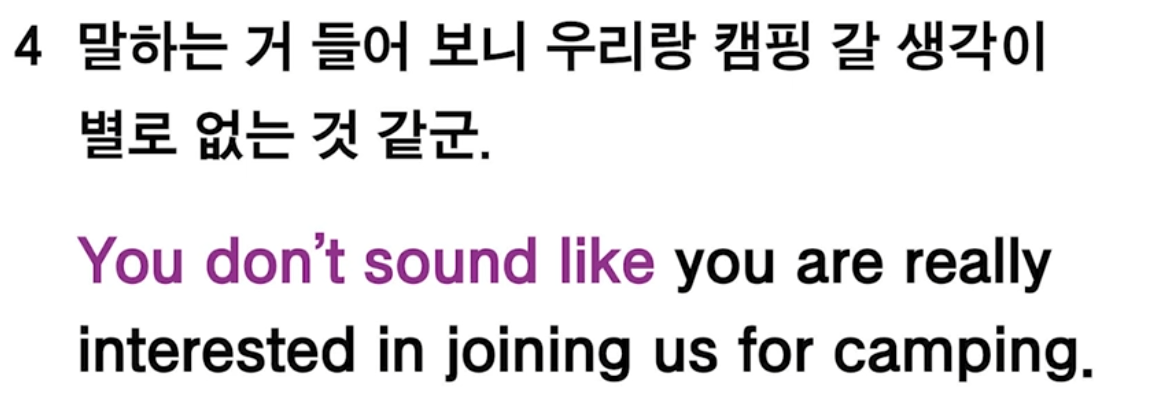 4 말하는 거 들어 보니 우리랑 캠핑 갈 생각이
별로 없는 것 같군.
You don’t sound like you are really
interested in joining us for camping.